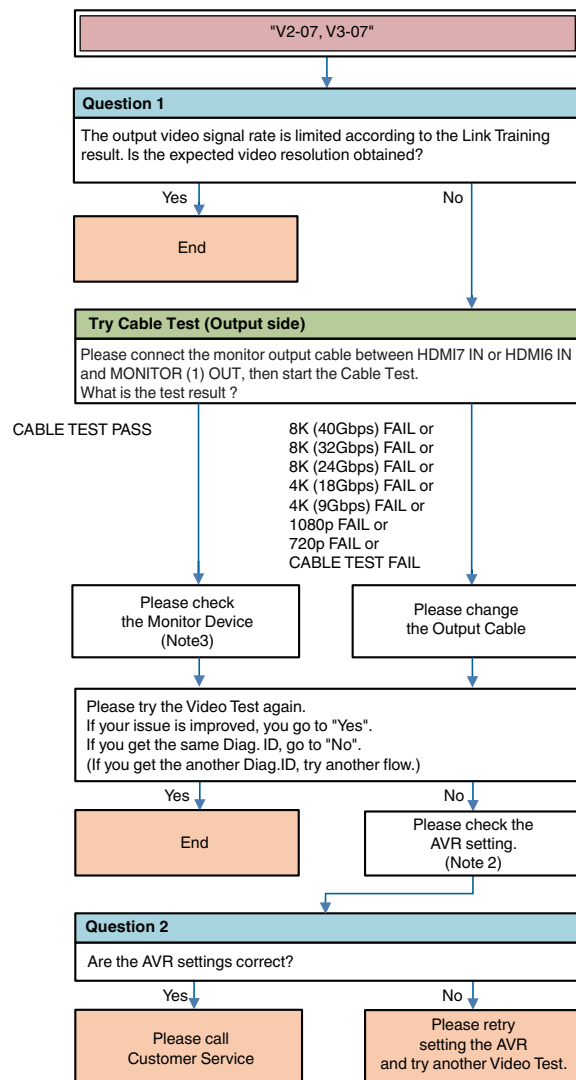 "V2-07, V3-07"
Question 1
The output video signal rate is limited according to the Link Training
result. Is the expected video resolution obtained?
Yes
No
End
Try Cable Test (Output side)
Please connect the monitor output cable between HDMI7 IN or HDMI6 IN
and MONITOR (1) OUT, then start the Cable Test.
What is the test result ?
CABLE TEST PASS
8K (40Gbps) FAIL or
8K (32Gbps) FAIL or
8K (24Gbps) FAIL or
4K (18Gbps) FAIL or
4K (9Gbps) FAIL or
1080p FAIL or
720p FAIL or
CABLE TEST FAIL
Please check
the Monitor Device
(Note3)
Please change
the Output Cable
Please try the Video Test again.
If your issue is improved, you go to "Yes".
If you get the same Diag. ID, go to "No".
(If you get the another Diag.ID, try another flow.)
Yes
No
End
Please check the
AVR setting.
(Note 2)
Question 2
Are the AVR settings correct?
Yes
No
Please call
Customer Service
Please retry
setting the AVR
and try another Video Test.